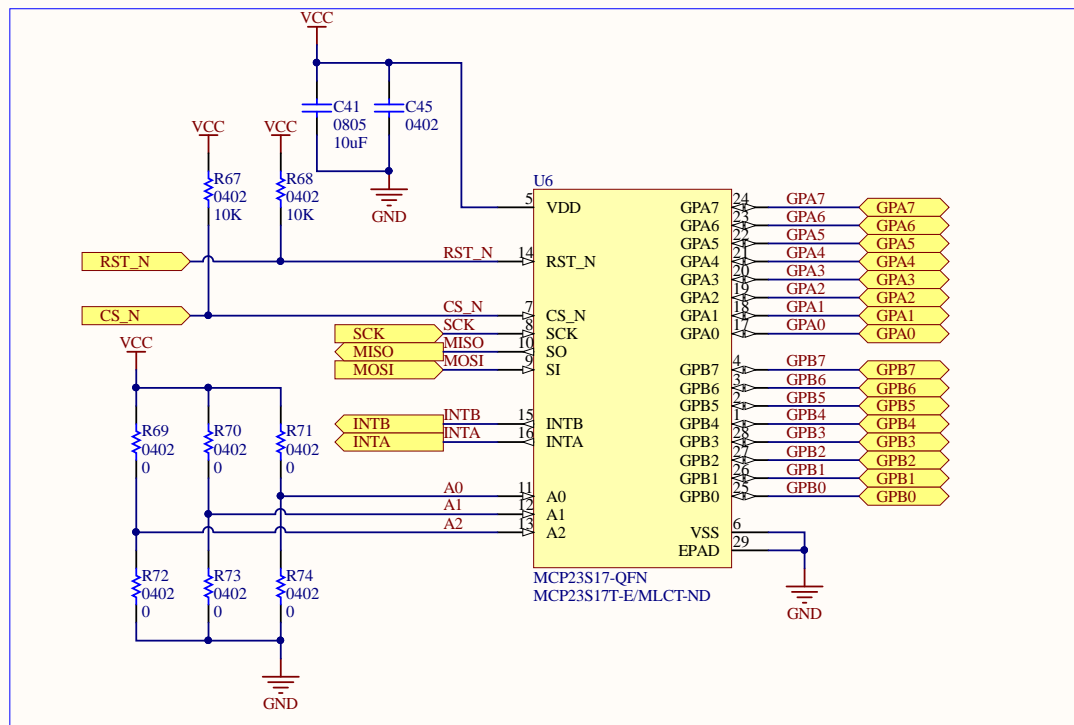 VCC
C41
0805
10uF
C45
0402
GND
VCC
R67
0402
10K
VCC
R68
0402
10K
RST_N
CS_N
VCC
R69
0402
0
R70
0402
0
R71
0402
0
R72
0402
0
R73
0402
0
R74
0402
0
GND
SCK
MISO
MOSI
INTB
INTA
RST_N
CS_N
SCK
MISO
MOSI
INTB
INTA
A0
A1
A2
U6
5 VDD
14 RST_N
7 CS_N
8 SCK
10 SO
9 SI
15 INTB
16 INTA
11 A0
12 A1
13 A2
GPA7 24 GPA7 GPA7
GPA6 23 GPA6 GPA6
GPA5 22 GPA5 GPA5
GPA4 21 GPA4 GPA4
GPA3 20 GPA3 GPA3
GPA2 19 GPA2 GPA2
GPA1 18 GPA1 GPA1
GPA0 17 GPA0 GPA0
GPB7 4 GPB7 GPB7
GPB6 3 GPB6 GPB6
GPB5 2 GPB5 GPB5
GPB4 1 GPB4 GPB4
GPB3 28 GPB3 GPB3
GPB2 27 GPB2 GPB2
GPB1 26 GPB1 GPB1
GPB0 25 GPB0 GPB0
VSS 6
EPAD 29
MCP23S17-QFN
MCP23S17T-E/MLCT-ND
GND